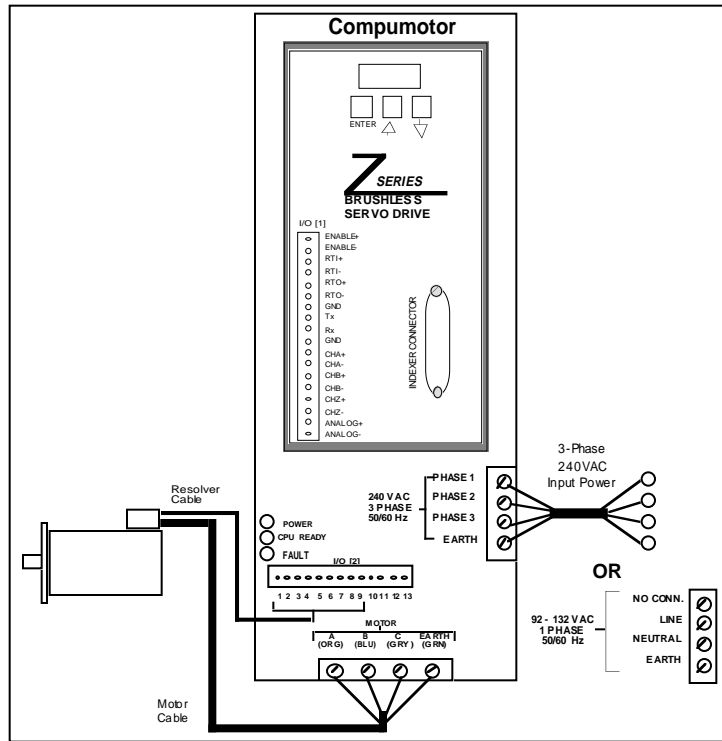 Compumotor
ENTER
Z SERIES
BRUSHLESS
SERVO DRIVE
I/O [1]
ENABLE+
ENABLE-
RTI+
RTI-
RTO+
RTO-
GND
Tx
Rx
GND
CHA+
CHA-
CHB+
CHB-
CHZ+
CHZ-
ANALOG+
ANALOG-
INDEXER CONNECTOR
3-Phase
240VAC
Input Power
PHASE 1
PHASE 2
PHASE 3
EARTH
240 VAC
3 PHASE
50/60 Hz
Resolver
Cable
POWER
CPU READY
FAULT
I/O [2]
1 2 3 4 5 6 7 8 9 10 11 12 13
MOTOR
A B C EARTH
(ORG) (BLU) (GRY) (GRN)
Motor
Cable
OR
NO CONN.
LINE
NEUTRAL
EARTH
92 - 132 VAC
1 PHASE
50/60 Hz